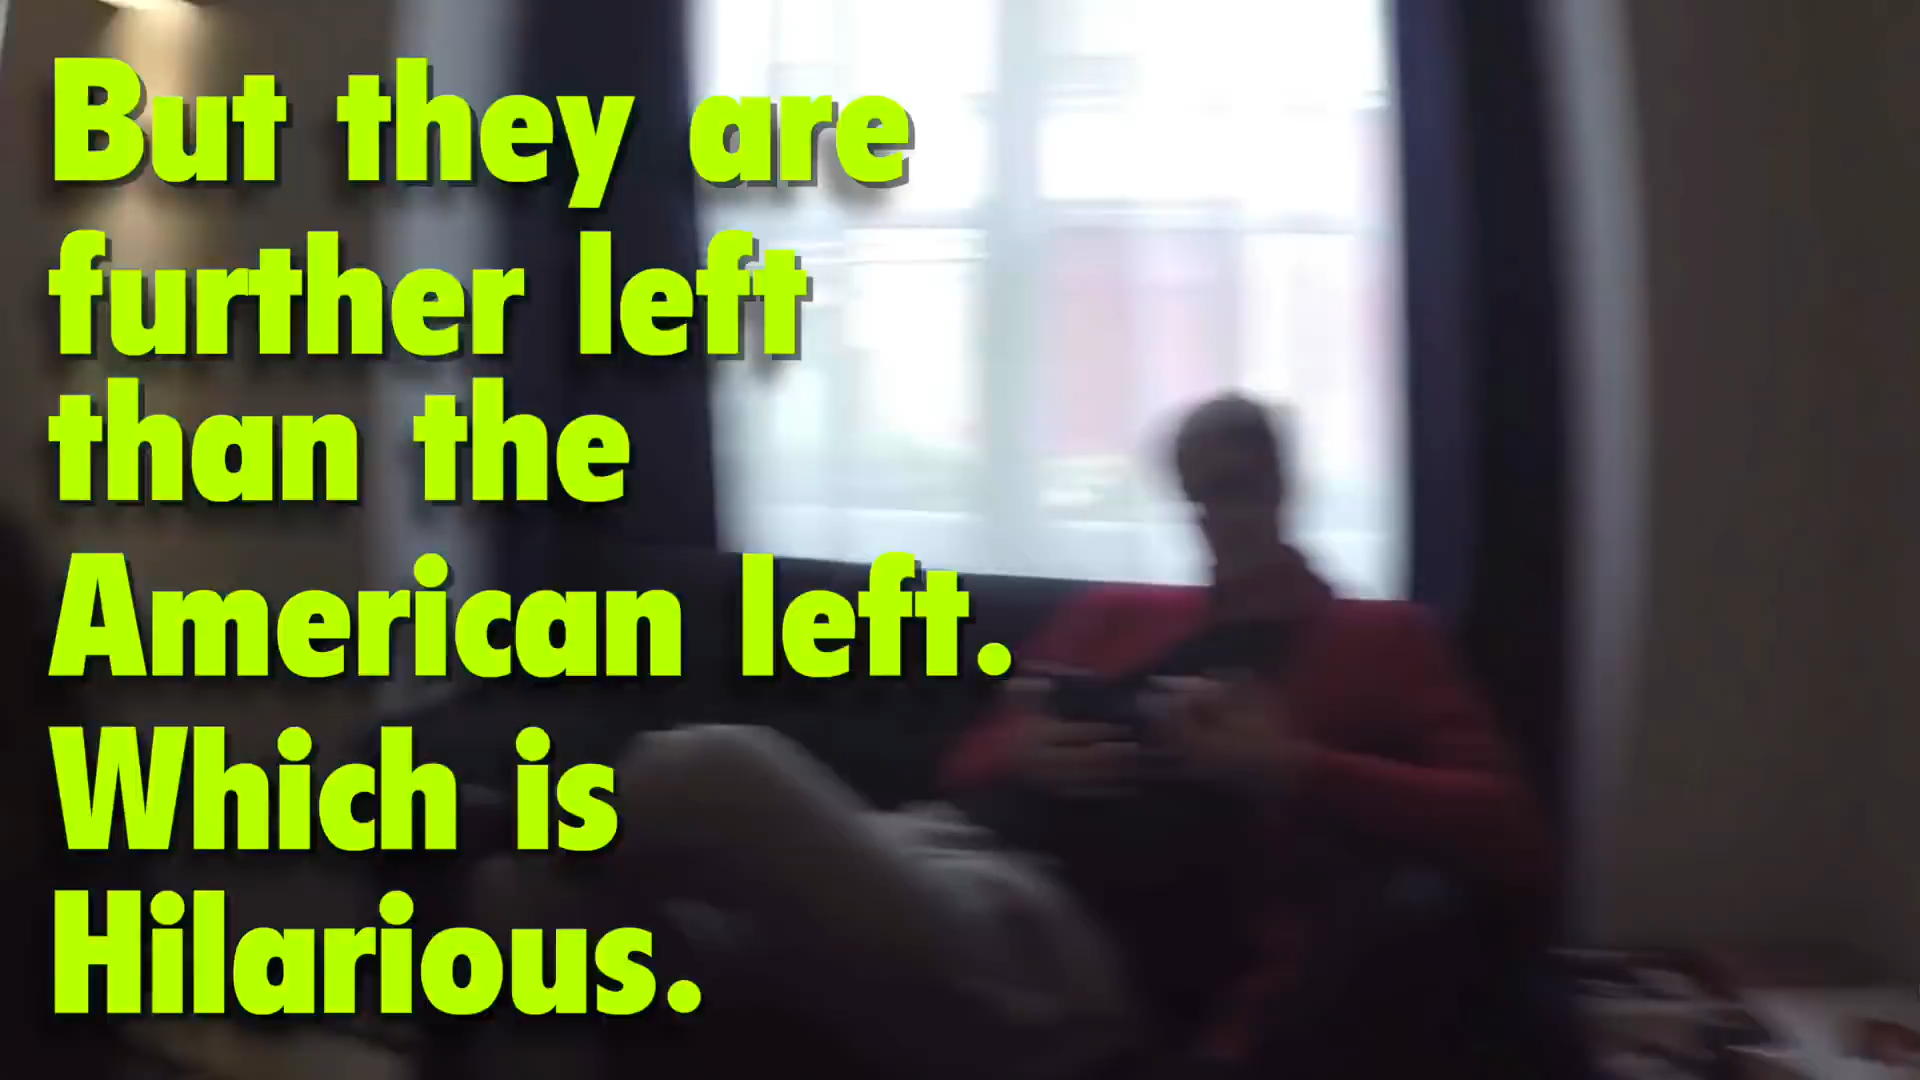 But they are
further left
than the
American left.
Which is
Hilarious.